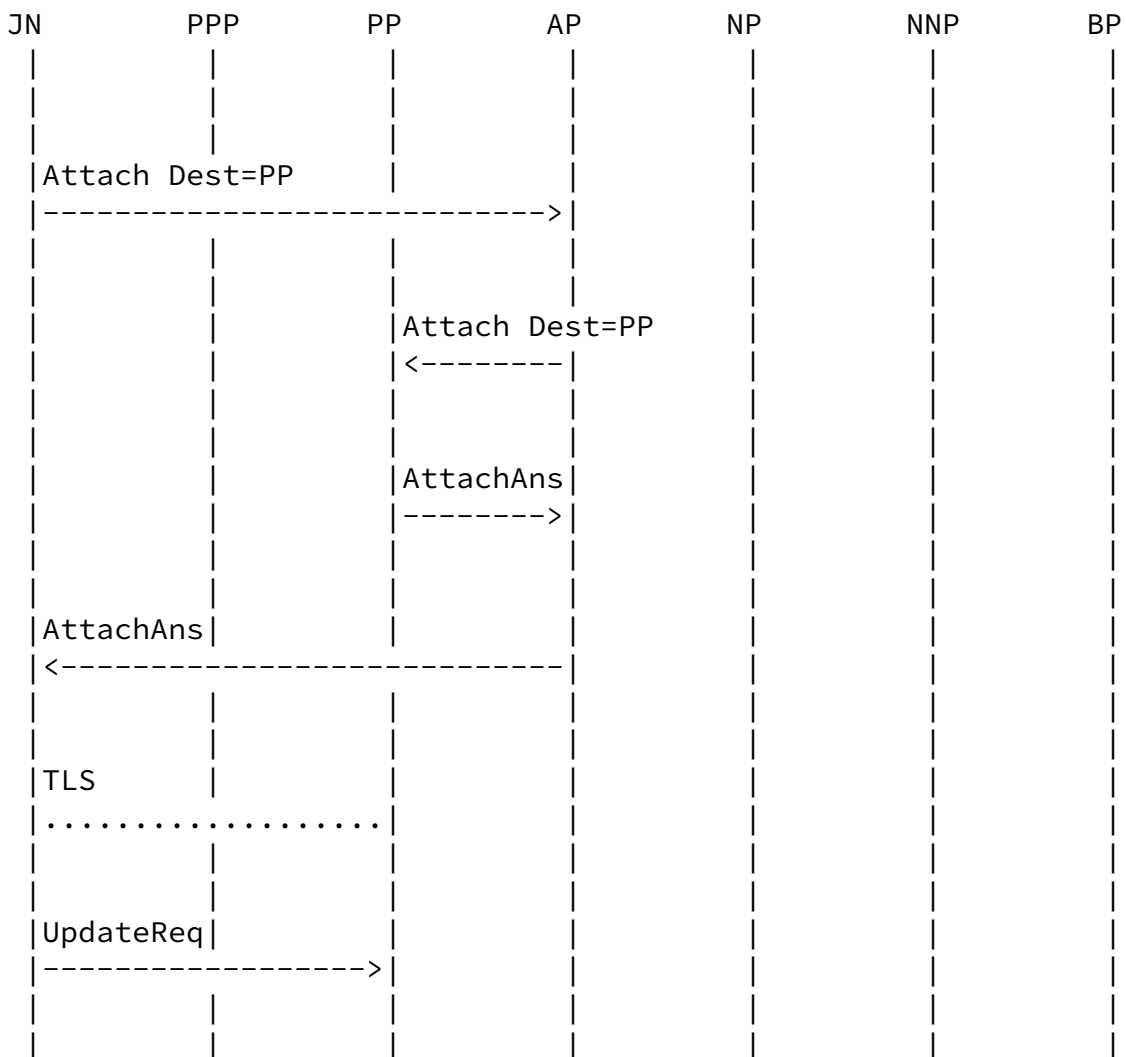 JN PPP PP AP NP NNP BP
Attach Dest=PP
Attach Dest=PP
AttachAns
AttachAns
TLS
UpdateReq